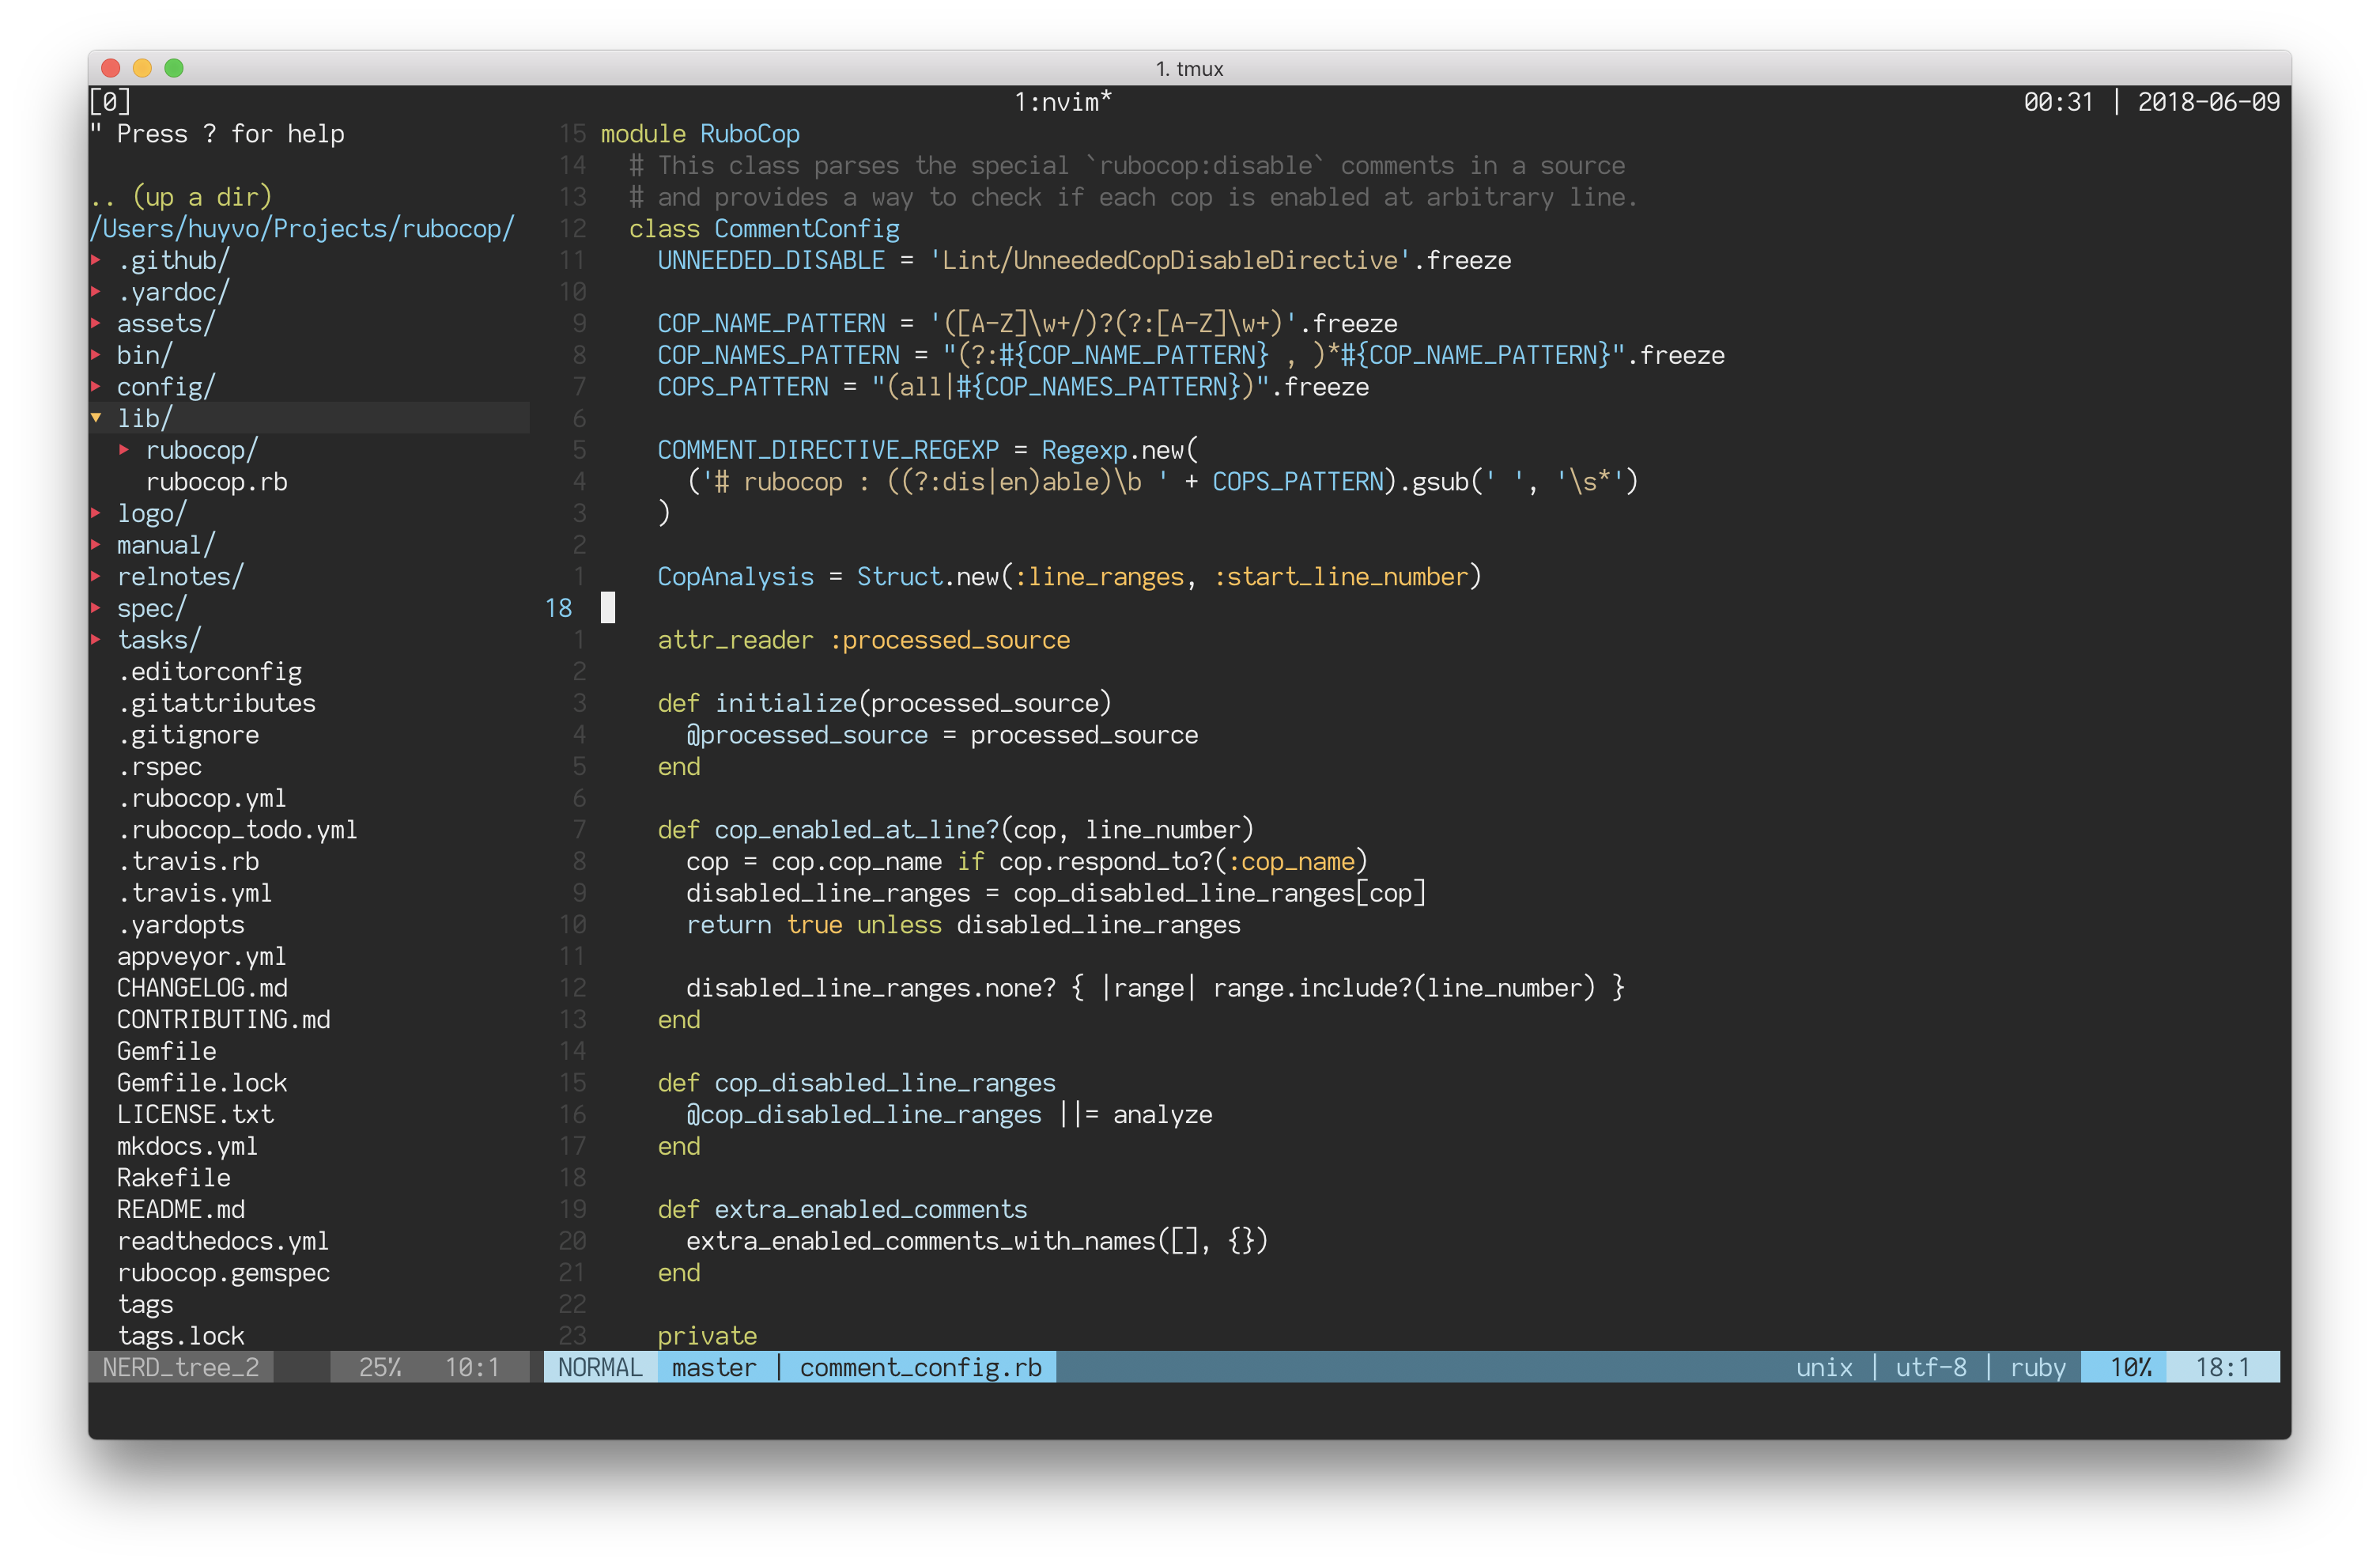 1. tmux
[0] 1:nvim* 00:31 | 2018-06-09
" Press ? for help
.. (up a dir)
/Users/huyvo/Projects/rubocop/
▸ .github/
▸ .yardoc/
▸ assets/
▸ bin/
▸ config/
▾ lib/
▸ rubocop/
rubocop.rb
▸ logo/
▸ manual/
▸ relnotes/
▸ spec/
▸ tasks/
.editorconfig
.gitattributes
.gitignore
.rspec
.rubocop.yml
.rubocop_todo.yml
.travis.rb
.travis.yml
.yardopts
appveyor.yml
CHANGELOG.md
CONTRIBUTING.md
Gemfile
Gemfile.lock
LICENSE.txt
mkdocs.yml
Rakefile
README.md
readthedocs.yml
rubocop.gemspec
tags
tags.lock
15 module RuboCop
14   # This class parses the special `rubocop:disable` comments in a source
13   # and provides a way to check if each cop is enabled at arbitrary line.
12   class CommentConfig
11     UNNEEDED_DISABLE = 'Lint/UnneededCopDisableDirective'.freeze
10
9     COP_NAME_PATTERN = '([A-Z]\w+/)?(?:[A-Z]\w+)'.freeze
8     COP_NAMES_PATTERN = "(?:#{COP_NAME_PATTERN} , )*#{COP_NAME_PATTERN}".freeze
7     COPS_PATTERN = "(all|#{COP_NAMES_PATTERN})".freeze
6
5     COMMENT_DIRECTIVE_REGEXP = Regexp.new(
4       ('# rubocop : ((?:dis|en)able)\b ' + COPS_PATTERN).gsub(' ', '\s*')
3     )
2
1     CopAnalysis = Struct.new(:line_ranges, :start_line_number)
18
1     attr_reader :processed_source
2
3     def initialize(processed_source)
4       @processed_source = processed_source
5     end
6
7     def cop_enabled_at_line?(cop, line_number)
8       cop = cop.cop_name if cop.respond_to?(:cop_name)
9       disabled_line_ranges = cop_disabled_line_ranges[cop]
10       return true unless disabled_line_ranges
11
12       disabled_line_ranges.none? { |range| range.include?(line_number) }
13     end
14
15     def cop_disabled_line_ranges
16       @cop_disabled_line_ranges ||= analyze
17     end
18
19     def extra_enabled_comments
20       extra_enabled_comments_with_names([], {})
21     end
22
23     private
NERD_tree_2 25% 10:1
NORMAL master | comment_config.rb unix | utf-8 | ruby 10% 18:1